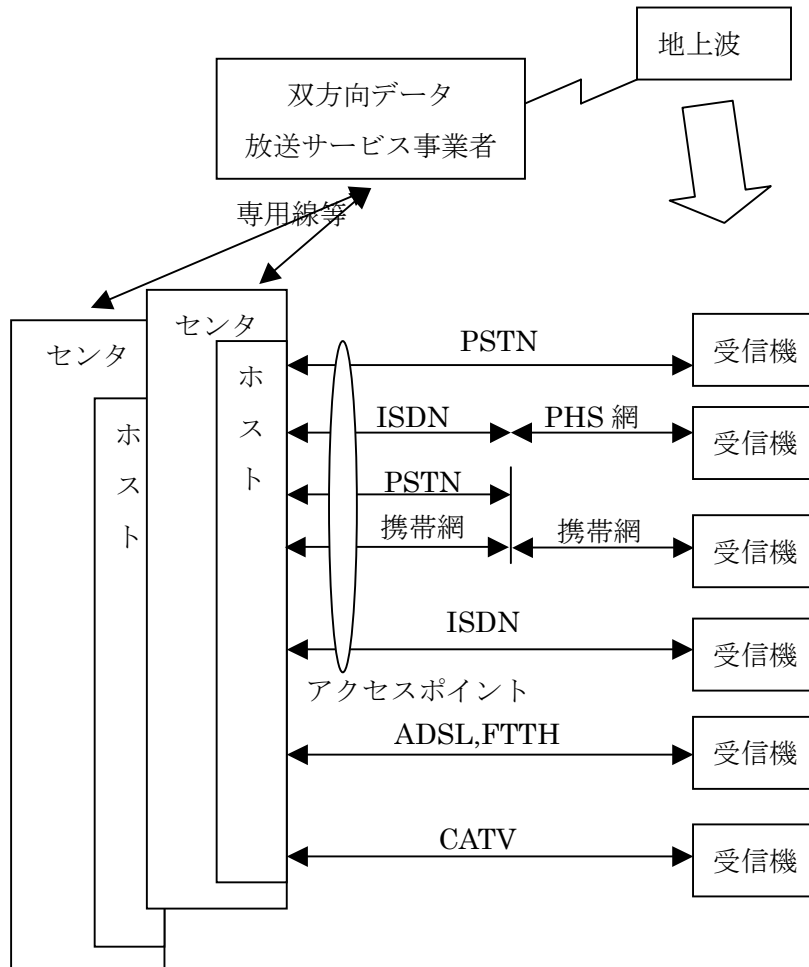 地上波
双方向データ
放送サービス事業者
専用線等
センタ
センタ
ホスト
ホスト
PSTN
受信機
ISDN
PHS 網
受信機
PSTN
携帯網
携帯網
受信機
ISDN
受信機
アクセスポイント
ADSL,FTTH
受信機
CATV
受信機